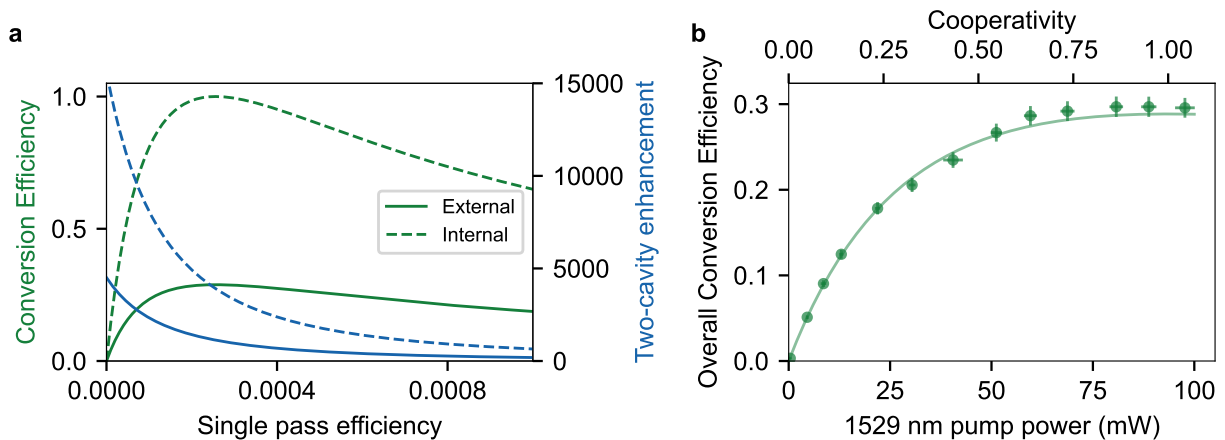 a
Conversion Efficiency
1.0
0.5
0.0
0.0000
0.0004
0.0008
Single pass efficiency
External
Internal
15000
10000
5000
0
Two-cavity enhancement
b
Cooperativity
0.00
0.25
0.50
0.75
1.00
Overall Conversion Efficiency
0.3
0.2
0.1
0.0
0
25
50
75
100
1529 nm pump power (mW)